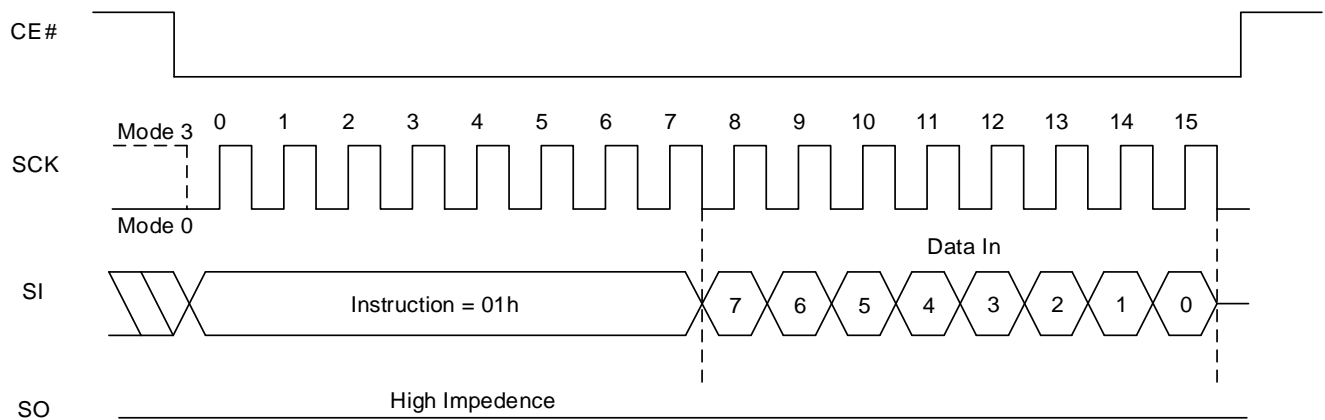 CE#
0 1 2 3 4 5 6 7 8 9 10 11 12 13 14 15
Mode 3
SCK
Mode 0
Data In
SI
Instruction = 01h
7 6 5 4 3 2 1 0
High Impedence
SO